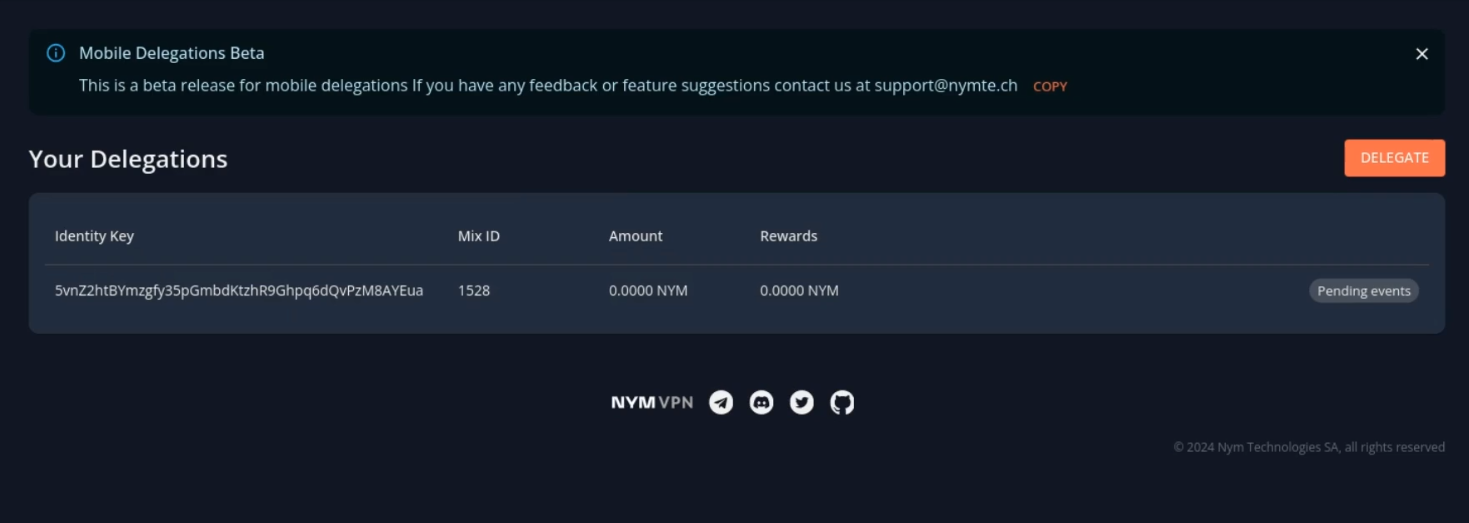 Mobile Delegations Beta
This is a beta release for mobile delegations If you have any feedback or feature suggestions contact us at support@nymte.ch COPY
Your Delegations DELEGATE
Identity Key Mix ID Amount Rewards
5vnZ2htBYmzgfy35pGmbdKtzhR9Ghpq6dQvPzM8AYEua 1528 0.0000 NYM 0.0000 NYM Pending events
NYM VPN
© 2024 Nym Technologies SA, all rights reserved